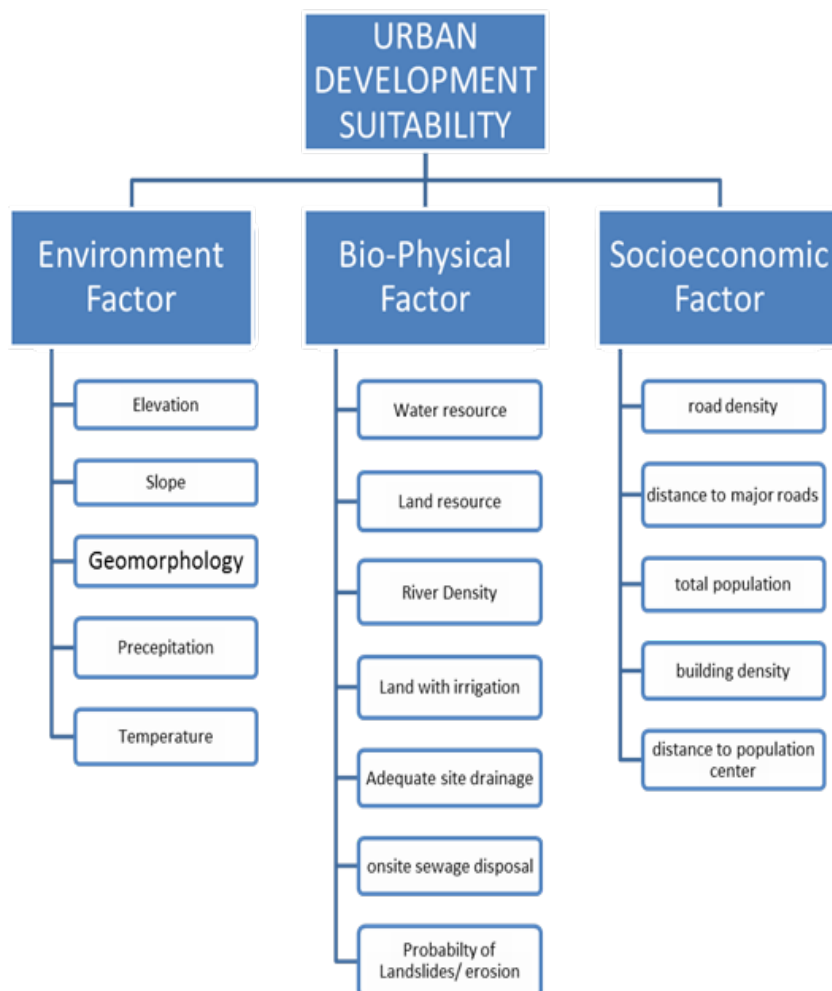 URBAN
DEVELOPMENT
SUITABILITY
Environment
Factor
Elevation
Slope
Geomorphology
Precepitation
Temperature
Bio-Physical
Factor
Water resource
Land resource
River Density
Land with irrigation
Adequate site drainage
onsite sewage disposal
Probabilty of
Landslides/ erosion
Socioeconomic
Factor
road density
distance to major roads
total population
building density
distance to population
center